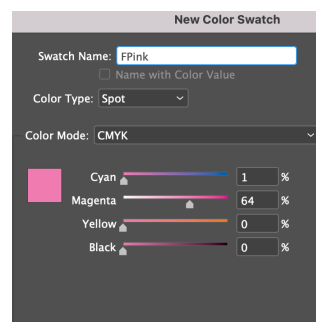 New Color Swatch
Swatch Name: FPink
Name with Color Value
Color Type: Spot
Color Mode: CMYK
Cyan 1 %
Magenta 64 %
Yellow 0 %
Black 0 %